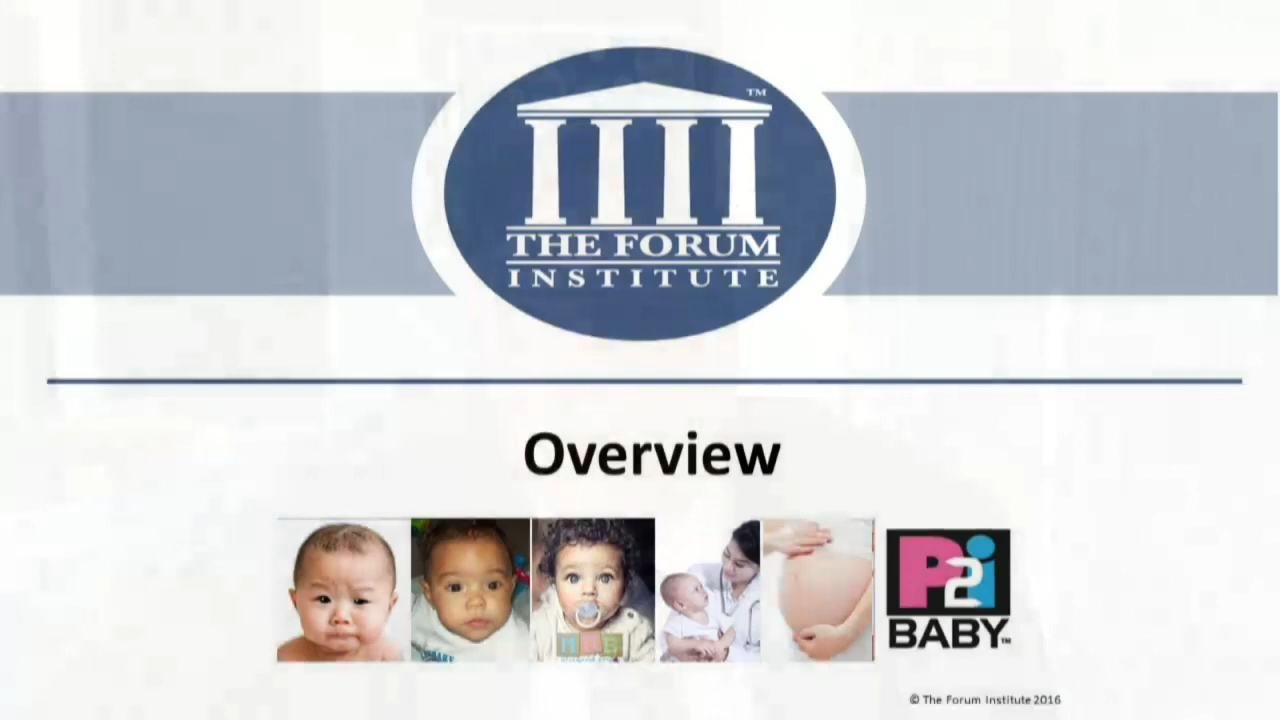 TM
THE FORUM
INSTITUTE
Overview
P2i
BABY™
© The Forum Institute 2016